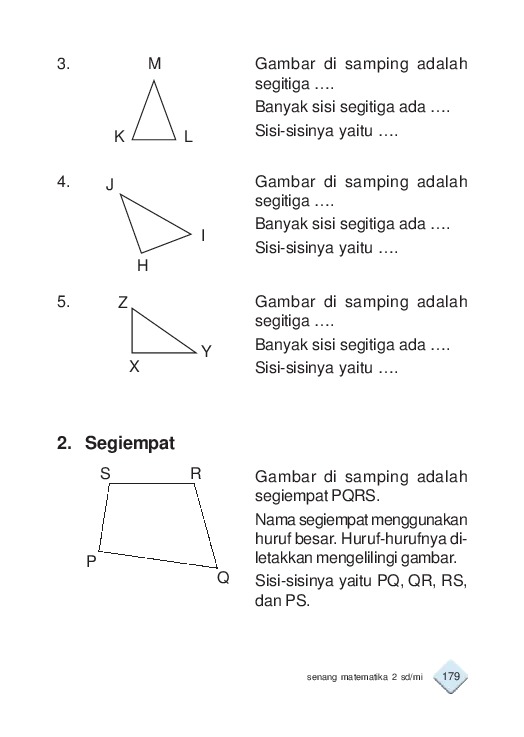 3.
M
K
L
Gambar di samping adalah
segitiga ....
Banyak sisi segitiga ada ....
Sisi-sisinya yaitu ....
4.
J
I
H
Gambar di samping adalah
segitiga ....
Banyak sisi segitiga ada ....
Sisi-sisinya yaitu ....
5.
Z
Y
X
Gambar di samping adalah
segitiga ....
Banyak sisi segitiga ada ....
Sisi-sisinya yaitu ....
2. Segiempat
S
R
P
Q
Gambar di samping adalah
segiempat PQRS.
Nama segiempat menggunakan
huruf besar. Huruf-hurufnya di-
letakkan mengelilingi gambar.
Sisi-sisinya yaitu PQ, QR, RS,
dan PS.
senang matematika 2 sd/mi 179